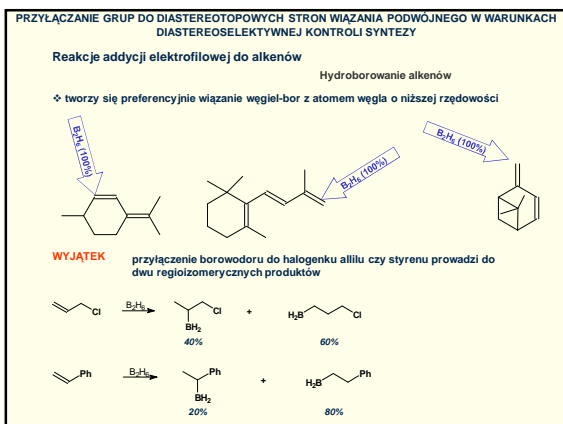 PRZYŁĄCZANIE GRUP DO DIASTEREOTOPOWYCH STRON WIĄZANIA PODWÓJNEGO W WARUNKACH
DIASTEREOSELEKTYWNEJ KONTROLI SYNTEZY
Reakcje addycji elektrofilowej do alkenów
Hydroborowanie alkenów
❖ tworzy się preferencyjnie wiązanie węgiel-bor z atomem węgla o niższej rzędowości
B₂H₆ (100%)
B₂H₆ (100%)
B₂H₆ (100%)
WYJĄTEK
przyłączenie borowodoru do halogenku allilu czy styrenu prowadzi do
dwu regioizomerycznych produktów
Cl
B₂H₆
Cl
BH₂
+
H₂B
Cl
40%
60%
Ph
B₂H₆
Ph
BH₂
+
H₂B
Ph
20%
80%